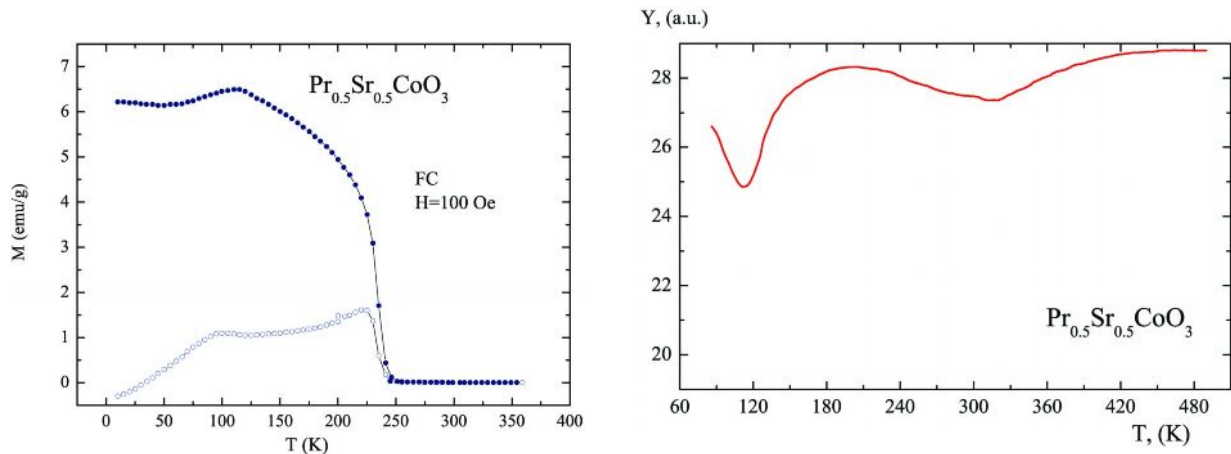 7
6
5
4
3
2
1
0
M (emu/g)
Pr0.5Sr0.5CoO3
FC
H=100 Oe
0 50 100 150 200 250 300 350 400
T (K)
Y, (a.u.)
28
26
24
22
20
Pr0.5Sr0.5CoO3
60 120 180 240 300 360 420 480
T, (K)